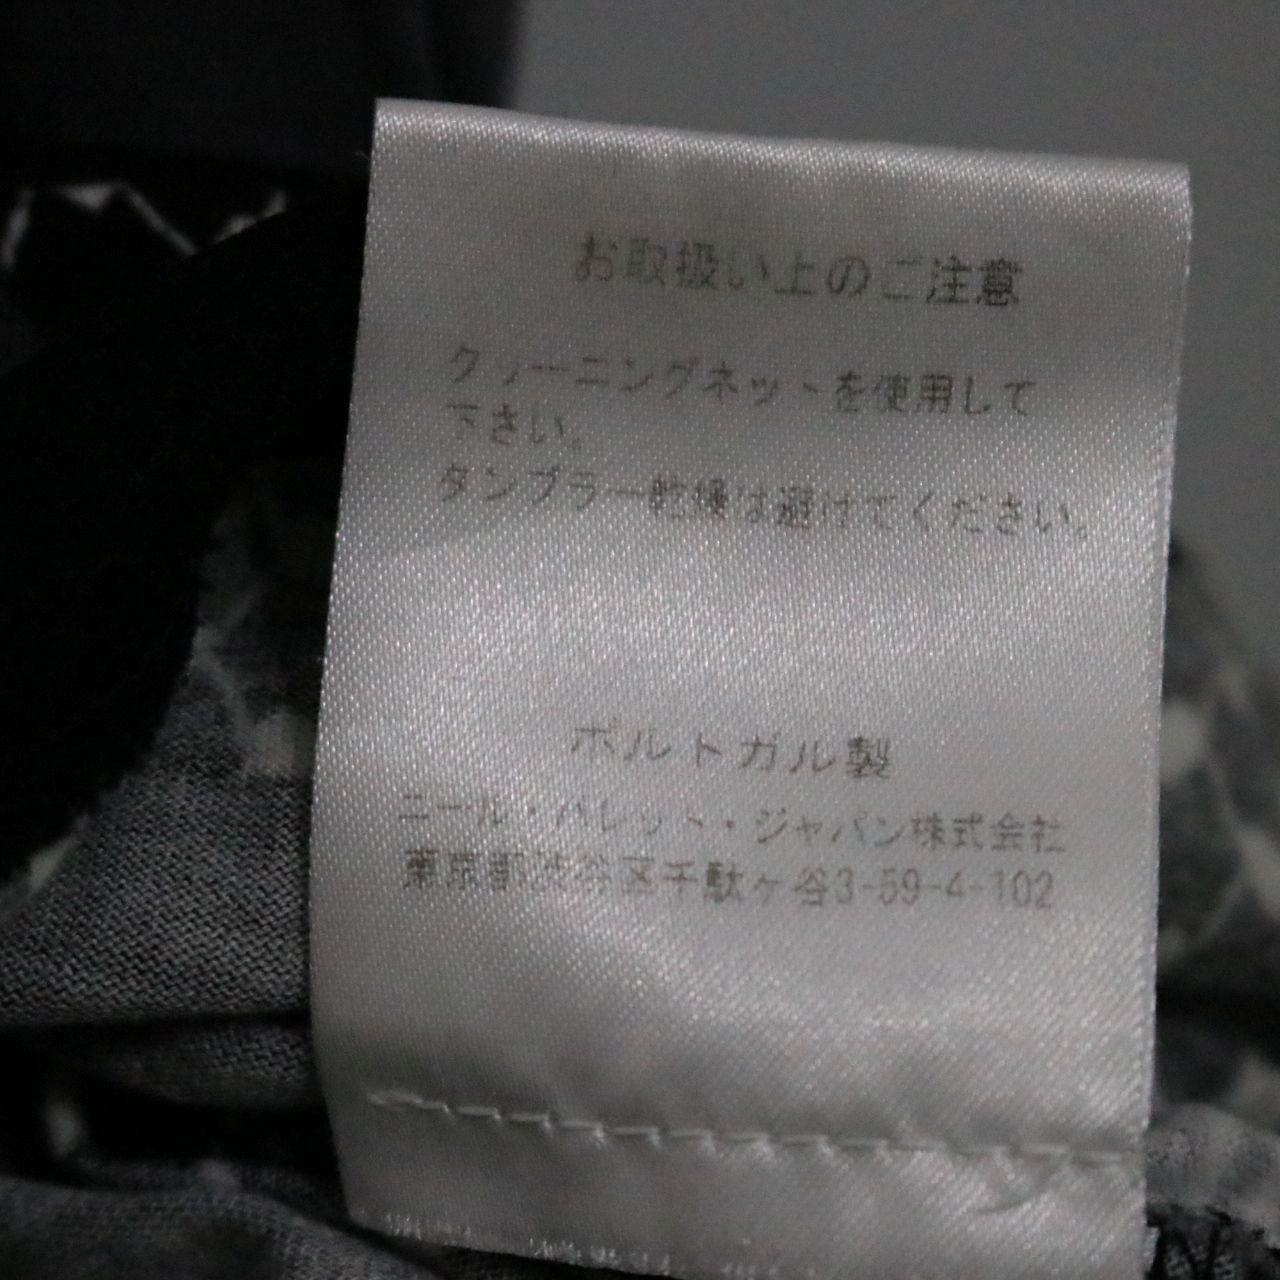 お取扱い上のご注意
クリーニングネットを使用して
下さい。
タンブラー乾燥は避けてください。
ポルトガル製
ニール・バレット・ジャパン株式会社
東京都渋谷区千駄ヶ谷3-59-4-102